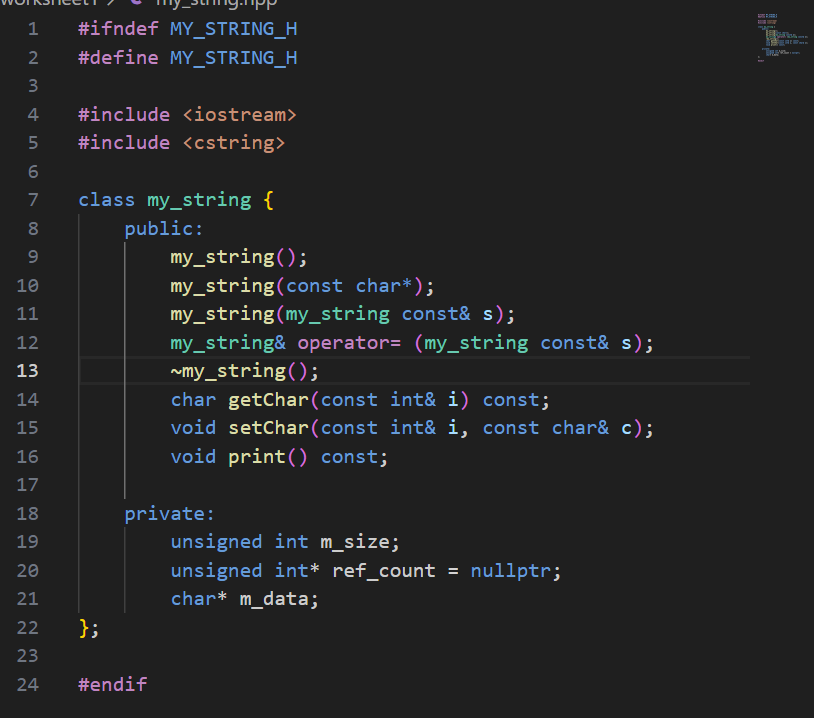 my_string.hpp
1 #ifndef MY_STRING_H
2 #define MY_STRING_H
3
4 #include <iostream>
5 #include <cstring>
6
7 class my_string {
8     public:
9         my_string();
10         my_string(const char*);
11         my_string(my_string const& s);
12         my_string& operator= (my_string const& s);
13         ~my_string();
14         char getChar(const int& i) const;
15         void setChar(const int& i, const char& c);
16         void print() const;
17
18     private:
19         unsigned int m_size;
20         unsigned int* ref_count = nullptr;
21         char* m_data;
22 };
23
24 #endif